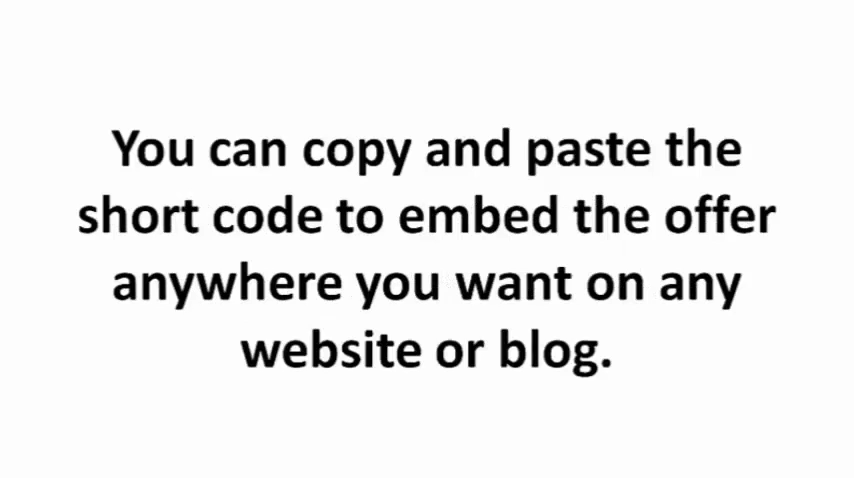 You can copy and paste the
short code to embed the offer
anywhere you want on any
website or blog.